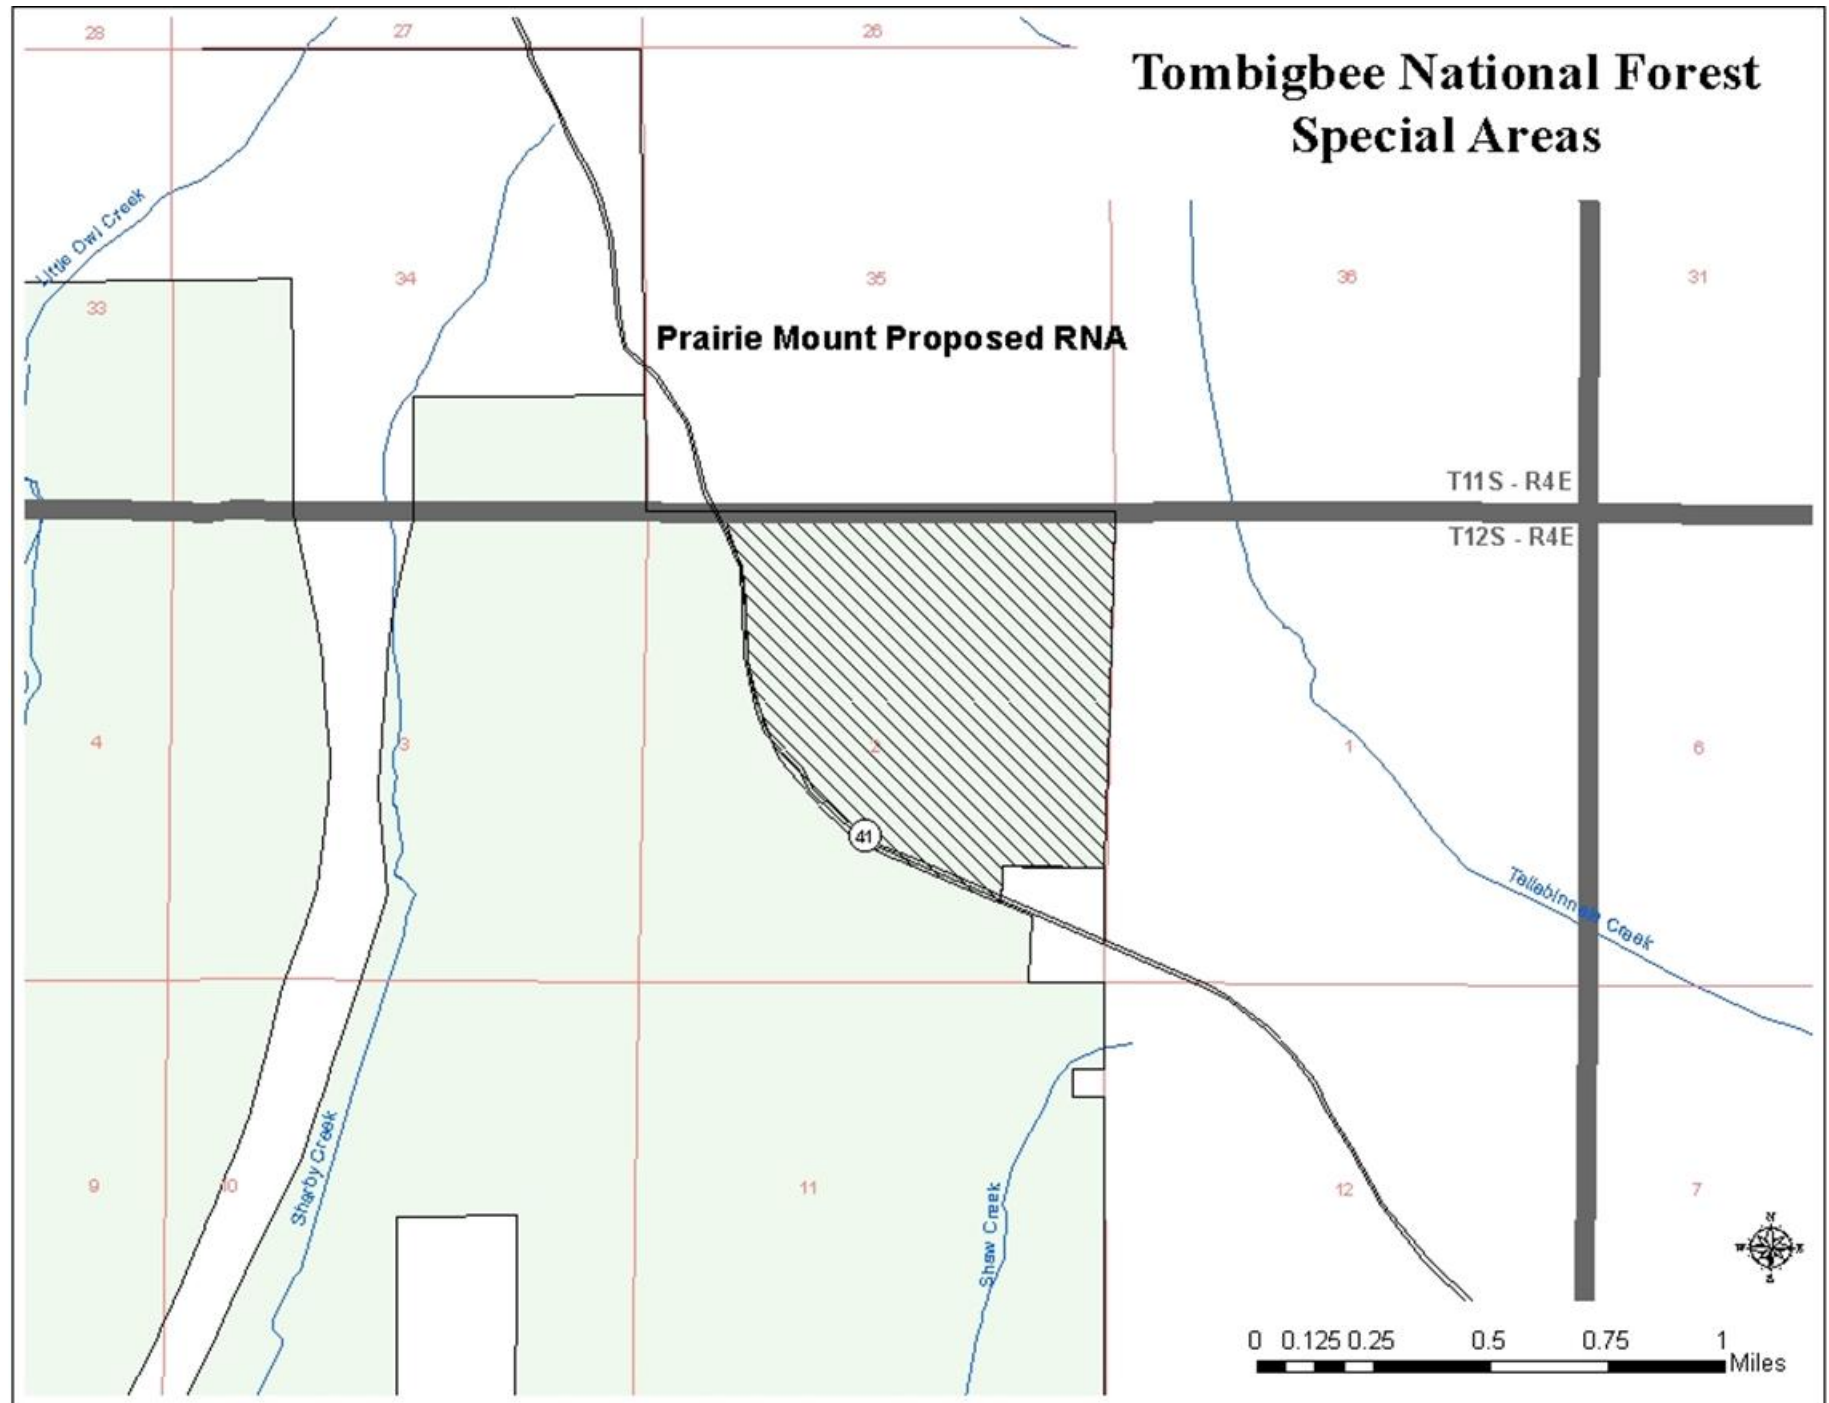 28
27
26
Tombigbee National Forest
Special Areas
Little Owl Creek
34
35
36
31
33
Prairie Mount Proposed RNA
T11S - R4E
T12S - R4E
4
3
2
1
6
41
Tallabinnela Creek
Sharby Creek
9
10
11
Shaw Creek
12
7
N
W
E
S
0 0.125 0.25 0.5 0.75 1
Miles